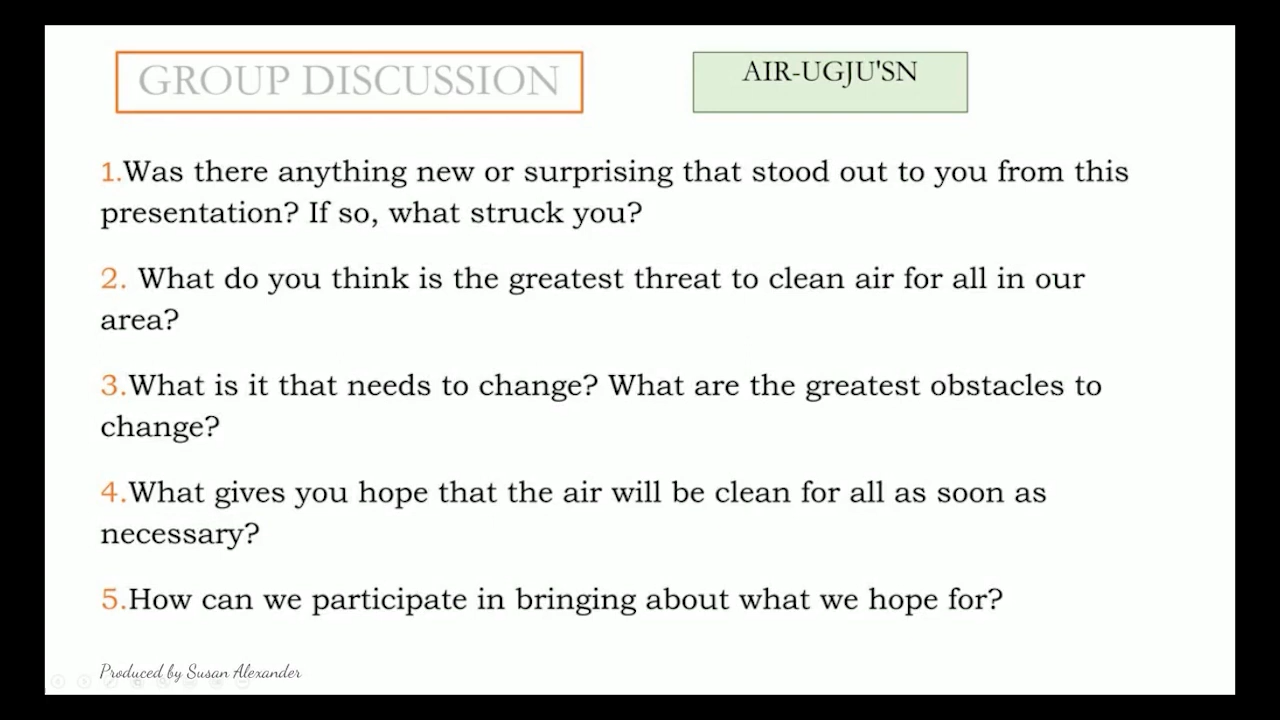 GROUP DISCUSSION
AIR-UGJU'SN
1.Was there anything new or surprising that stood out to you from this
presentation? If so, what struck you?
2. What do you think is the greatest threat to clean air for all in our
area?
3.What is it that needs to change? What are the greatest obstacles to
change?
4.What gives you hope that the air will be clean for all as soon as
necessary?
5.How can we participate in bringing about what we hope for?
Produced by Susan Alexander